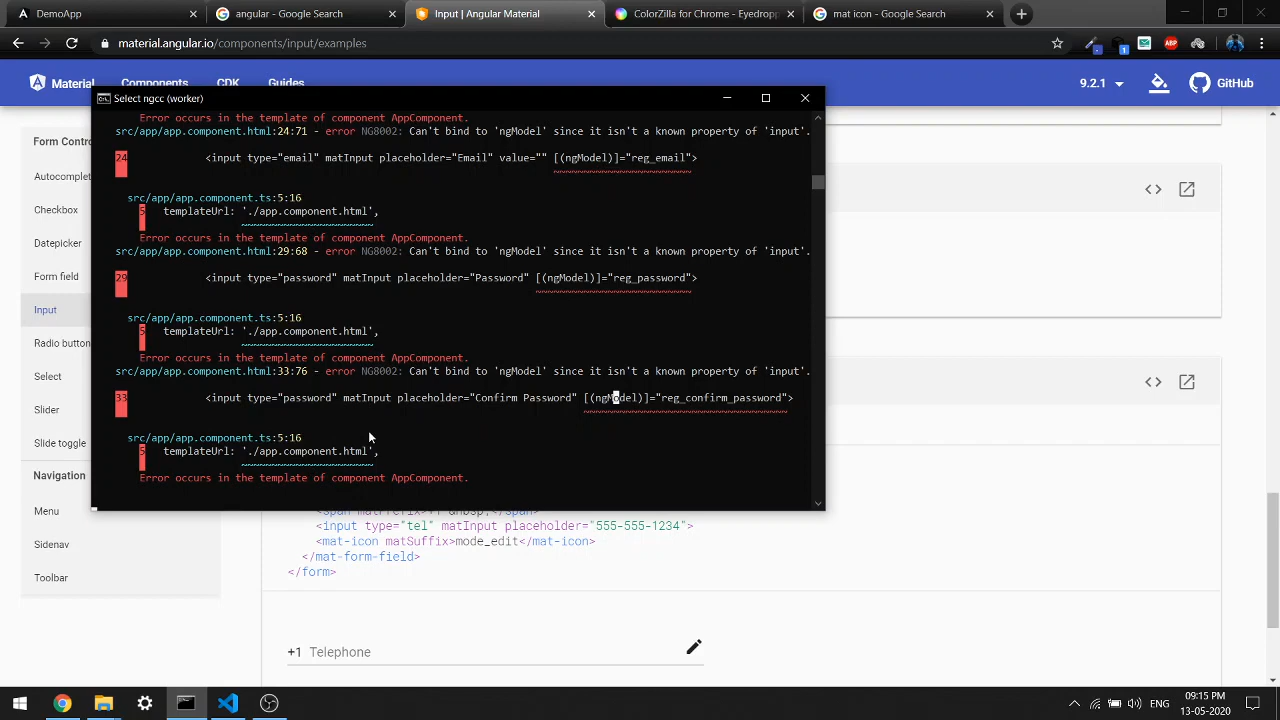 DemoApp
angular - Google Search
Input | Angular Material
ColorZilla for Chrome - Eyedropp
mat icon - Google Search
material.angular.io/components/input/examples
Material
Components
CDK
Guides
9.2.1
GitHub
Form Contro
Autocomplet
Checkbox
Datepicker
Form field
Input
Radio button
Select
Slider
Slide toggle
Navigation
Menu
Sidenav
Toolbar
Select ngcc (worker)
Error occurs in the template of component AppComponent.
src/app/app.component.html:24:71 - error NG8002: Can't bind to 'ngModel' since it isn't a known property of 'input'.
24 <input type="email" matInput placeholder="Email" value="" [(ngModel)]="reg_email">
src/app/app.component.ts:5:16
5 templateUrl: './app.component.html',
Error occurs in the template of component AppComponent.
src/app/app.component.html:29:68 - error NG8002: Can't bind to 'ngModel' since it isn't a known property of 'input'.
29 <input type="password" matInput placeholder="Password" [(ngModel)]="reg_password">
src/app/app.component.ts:5:16
5 templateUrl: './app.component.html',
Error occurs in the template of component AppComponent.
src/app/app.component.html:33:76 - error NG8002: Can't bind to 'ngModel' since it isn't a known property of 'input'.
33 <input type="password" matInput placeholder="Confirm Password" [(ngModel)]="reg_confirm_password">
src/app/app.component.ts:5:16
5 templateUrl: './app.component.html',
Error occurs in the template of component AppComponent.
<input type="tel" matInput placeholder="555-555-1234">
<mat-icon matSuffix>mode_edit</mat-icon>
</mat-form-field>
</form>
+1 Telephone
ENG
09:15 PM
13-05-2020